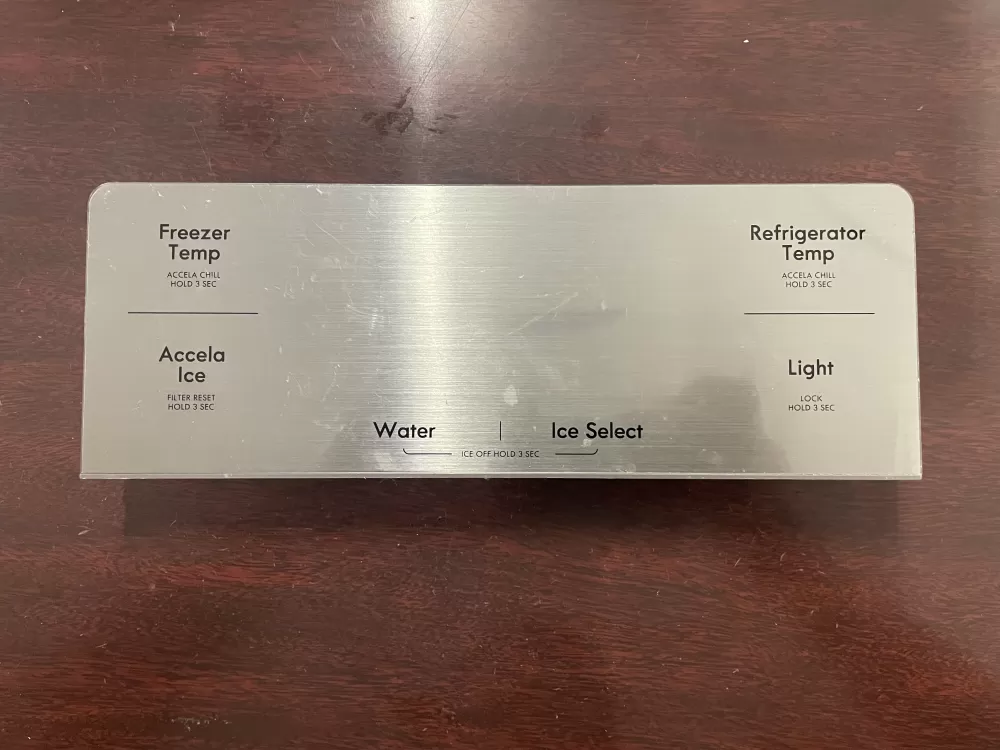 Freezer
Temp
ACCELA CHILL
HOLD 3 SEC
Accela
Ice
FILTER RESET
HOLD 3 SEC
Water | Ice Select
ICE OFF HOLD 3 SEC
Refrigerator
Temp
ACCELA CHILL
HOLD 3 SEC
Light
LOCK
HOLD 3 SEC